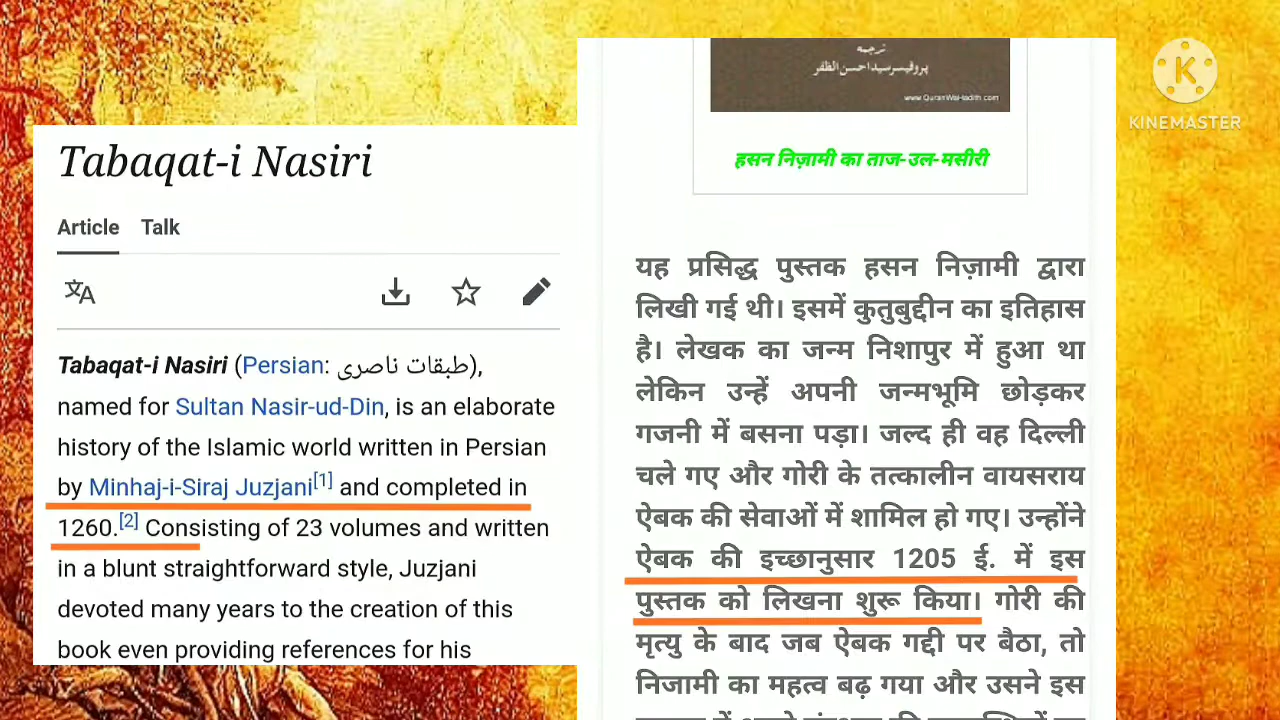 Tabaqat-i Nasiri
Article Talk
Tabaqat-i Nasiri (Persian: طبقات ناصری),
named for Sultan Nasir-ud-Din, is an elaborate
history of the Islamic world written in Persian
by Minhaj-i-Siraj Juzjani[1] and completed in
1260.[2] Consisting of 23 volumes and written
in a blunt straightforward style, Juzjani
devoted many years to the creation of this
book even providing references for his
ترجمہ
پروفیسر سید احسن الظفر
www.QuranWaHadith.com
हसन निज़ामी का ताज-उल-मसीरी
यह प्रसिद्ध पुस्तक हसन निज़ामी द्वारा
लिखी गई थी। इसमें कुतुबुद्दीन का इतिहास
है। लेखक का जन्म निशापुर में हुआ था
लेकिन उन्हें अपनी जन्मभूमि छोड़कर
गजनी में बसना पड़ा। जल्द ही वह दिल्ली
चले गए और गोरी के तत्कालीन वायसराय
ऐबक की सेवाओं में शामिल हो गए। उन्होंने
ऐबक की इच्छानुसार 1205 ई. में इस
पुस्तक को लिखना शुरू किया। गोरी की
मृत्यु के बाद जब ऐबक गद्दी पर बैठा, तो
निजामी का महत्व बढ़ गया और उसने इस
KINEMASTER